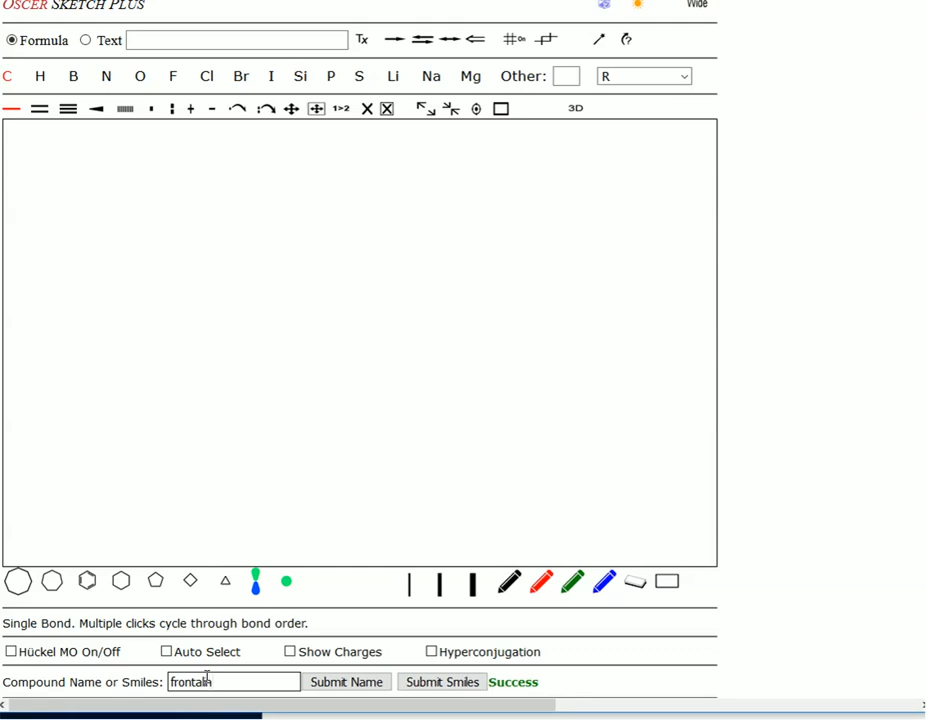 OSCER SKETCH PLUS Wide
Formula Text Tx #On
C H B N O F Cl Br I Si P S Li Na Mg Other: R
1>2 3D
Single Bond. Multiple clicks cycle through bond order.
Hückel MO On/Off Auto Select Show Charges Hyperconjugation
Compound Name or Smiles: Submit Name Submit Smiles Success